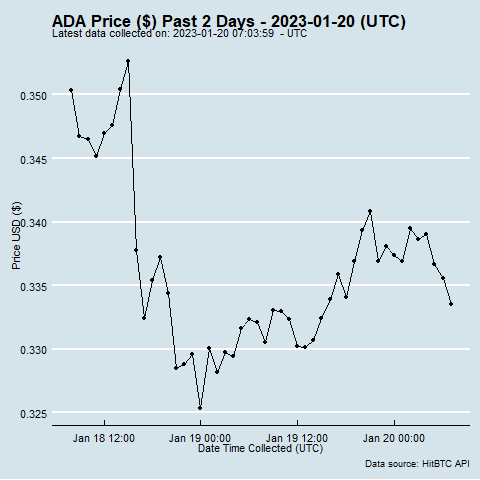 ADA Price ($) Past 2 Days - 2023-01-20 (UTC)
Latest data collected on: 2023-01-20 07:03:59  - UTC
0.350
0.345
0.340
0.335
0.330
0.325
Price USD ($)
Jan 18 12:00
Jan 19 00:00
Jan 19 12:00
Jan 20 00:00
Date Time Collected (UTC)
Data source: HitBTC API